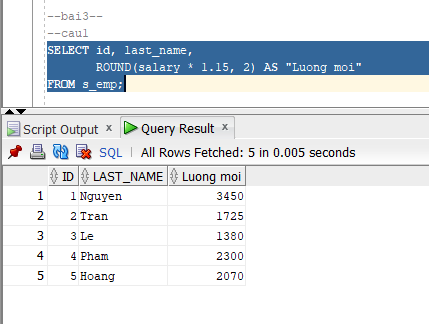 --bai3--
--cau1
SELECT id, last_name,
ROUND(salary * 1.15, 2) AS "Luong moi"
FROM s_emp;
Script Output x Query Result x
SQL | All Rows Fetched: 5 in 0.005 seconds
ID LAST_NAME Luong moi
1 1 Nguyen 3450
2 2 Tran 1725
3 3 Le 1380
4 4 Pham 2300
5 5 Hoang 2070